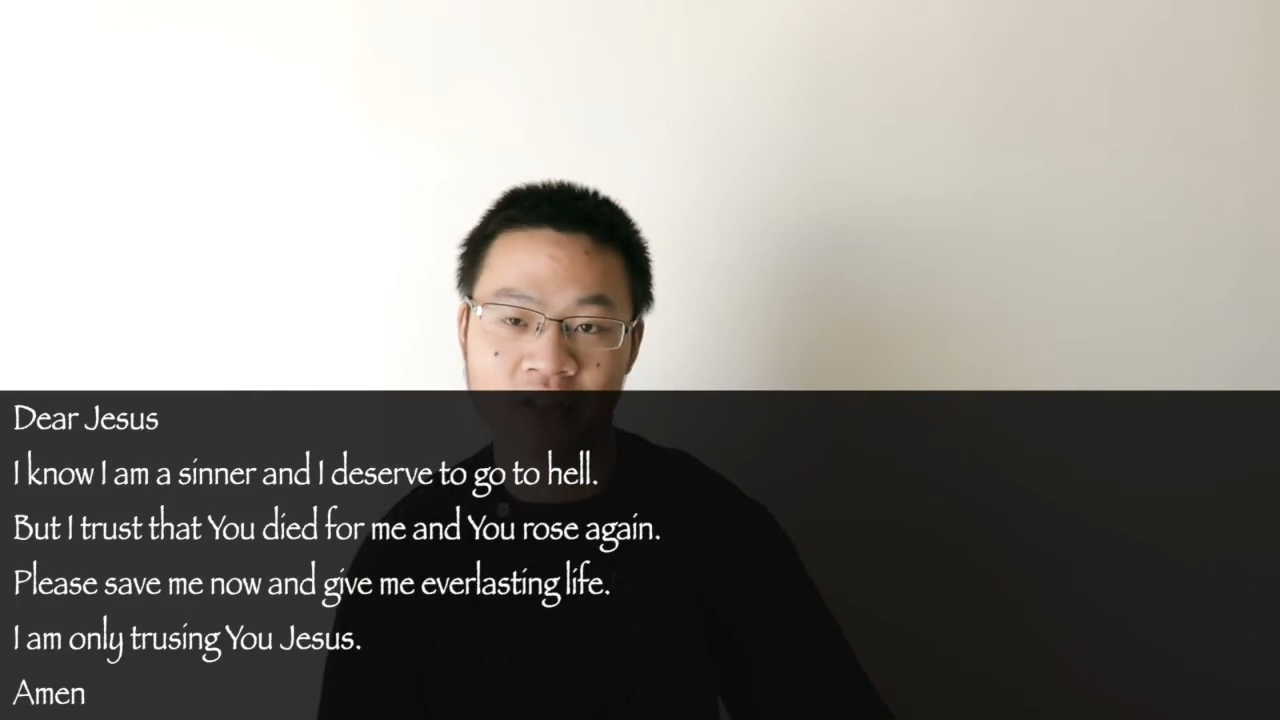 Dear Jesus
I know I am a sinner and I deserve to go to hell.
But I trust that You died for me and You rose again.
Please save me now and give me everlasting life.
I am only trusing You Jesus.
Amen